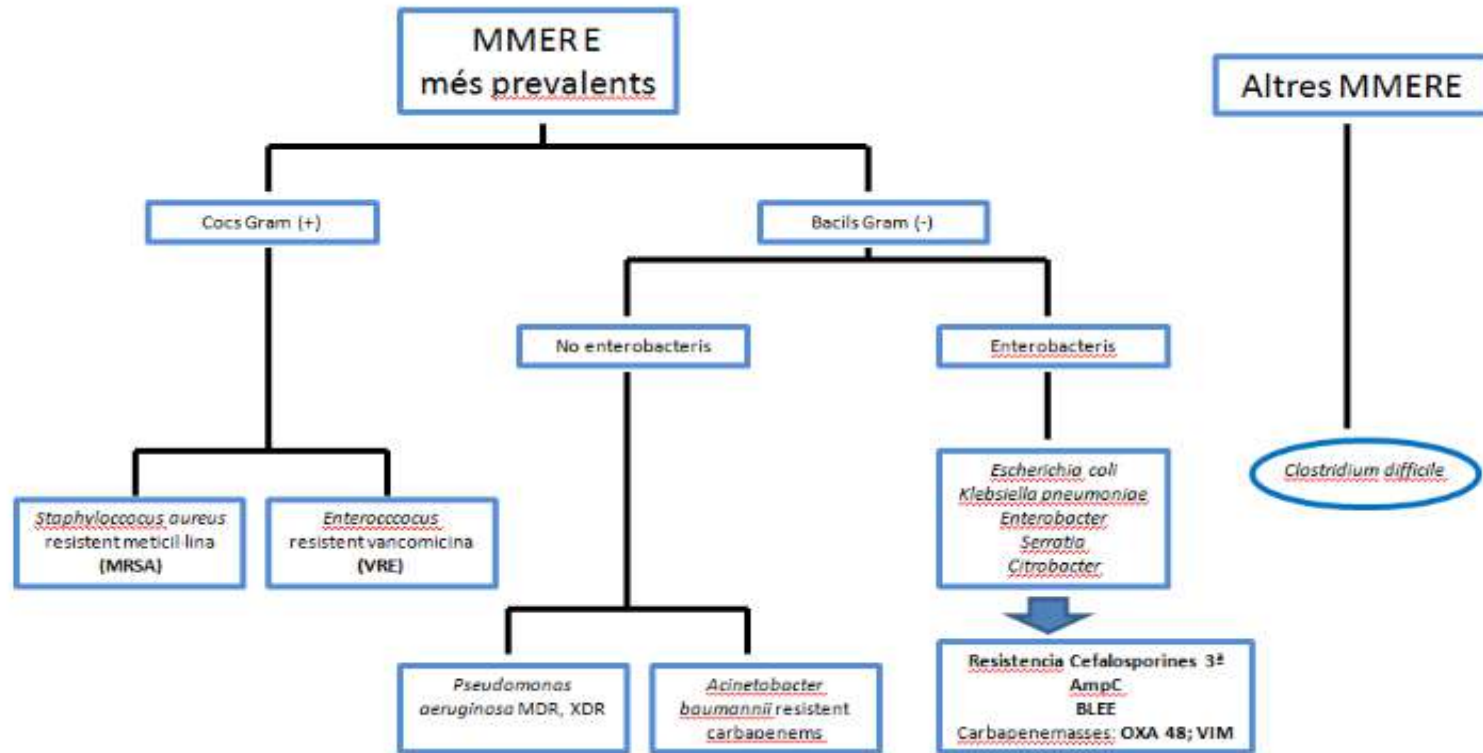 MMER E
més prevalents
Altres MMERE
Cocs Gram (+)
Bacils Gram (-)
No enterobacteris
Enterobacteris
Staphyloccocus aureus
resistent meticil·lina
(MRSA)
Enteroccocus
resistent vancomicina
(VRE)
Escherichia coli
Klebsiella pneumoniae
Enterobacter
Serratia
Citrobacter
Clostridium difficile
Pseudomonas
aeruginosa MDR, XDR
Acinetobacter
baumannii resistent
carbapenems
Resistencia Cefalosporines 3ª
AmpC
BLEE
Carbapenemasses: OXA 48; VIM